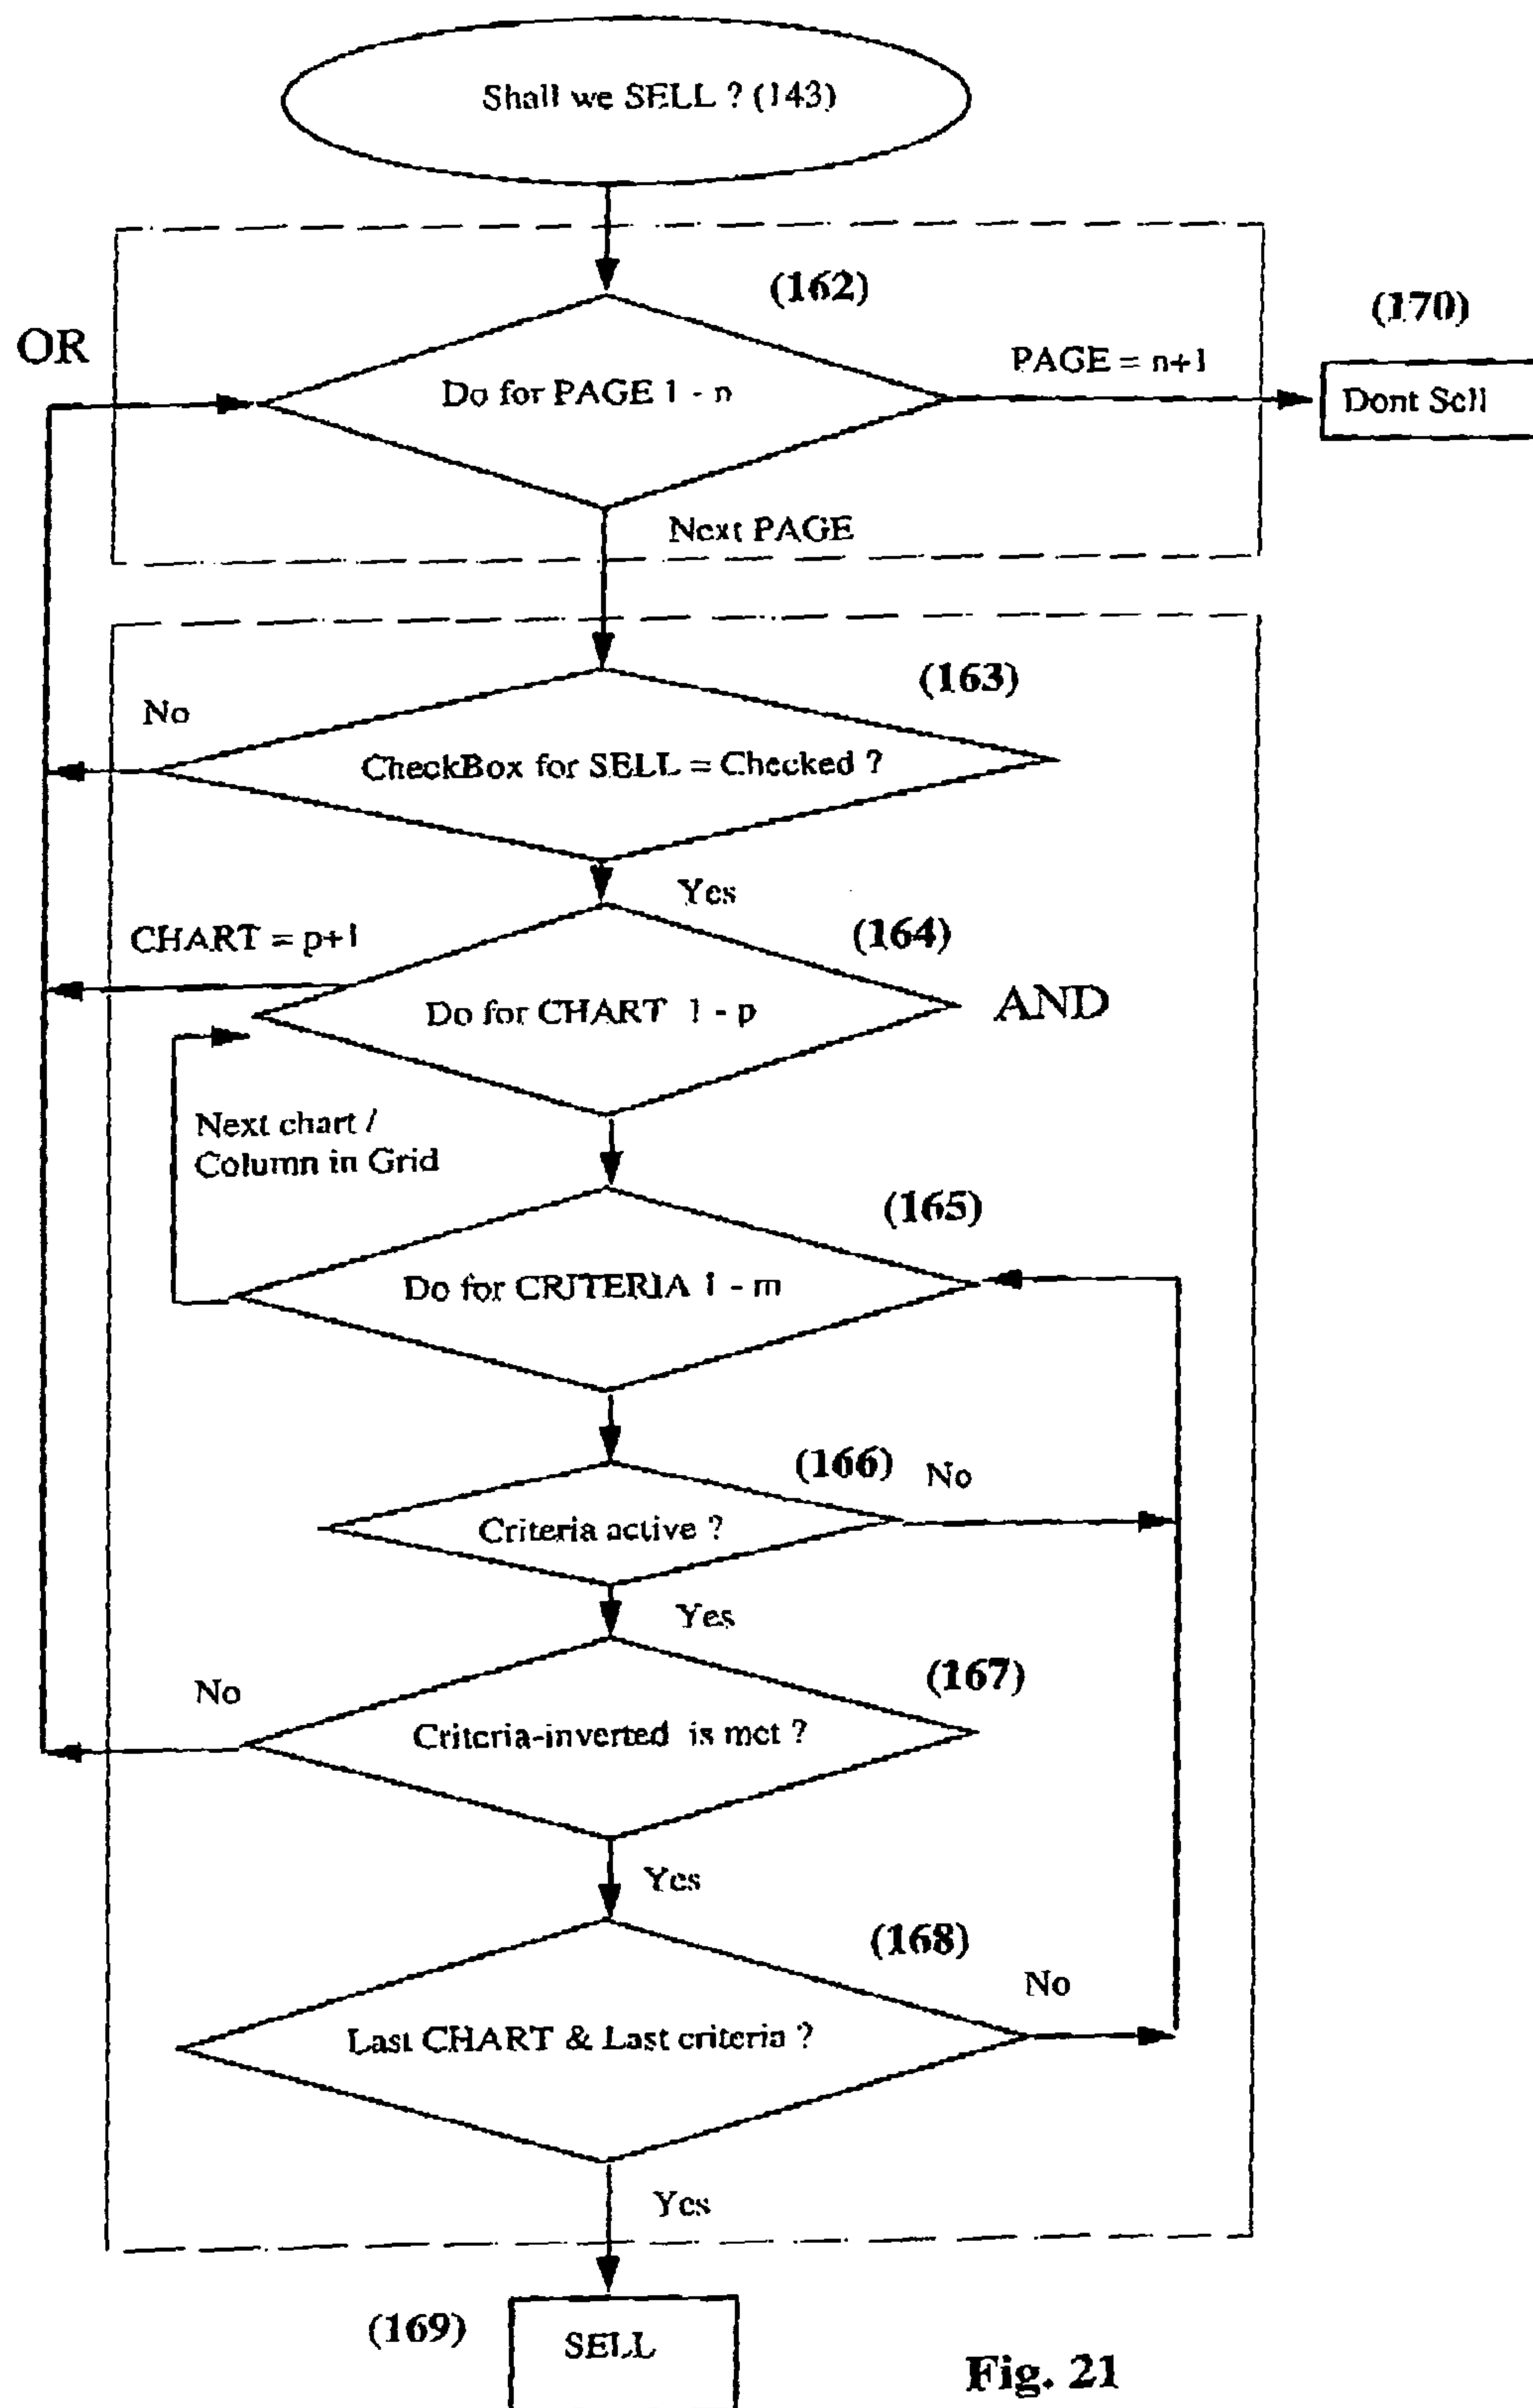 Shall we SELL ? (143)
(162)
(170)
OR
PAGE = n+1
Do for PAGE 1 - n
Dont Sell
Next PAGE
(163)
No
CheckBox for SELL = Checked ?
Yes
CHART = p+1
(164)
Do for CHART 1 - p
AND
Next chart /
Column in Grid
(165)
Do for CRITERIA 1 - m
(166)
No
Criteria active ?
Yes
(167)
No
Criteria-inverted is met ?
Yes
(168)
No
Last CHART & Last criteria ?
Yes
(169)
SELL
Fig. 21